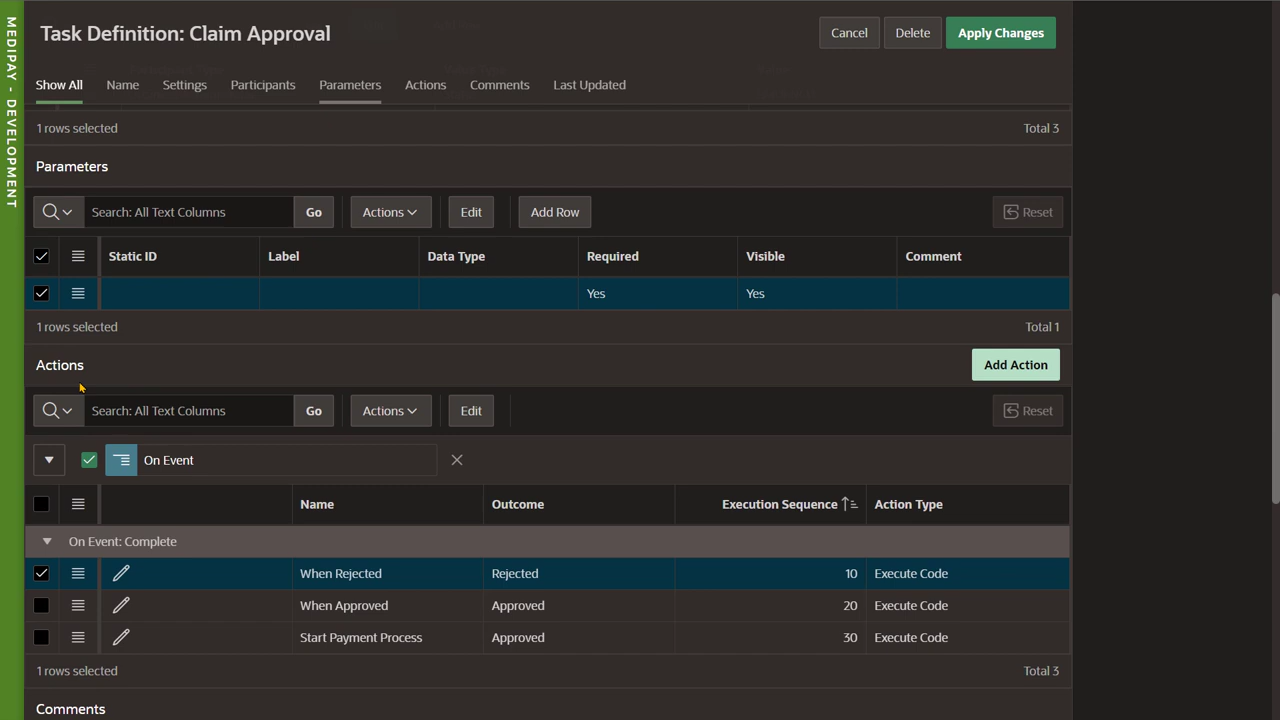 MEDIPAY - DEVELOPMENT
Task Definition: Claim Approval
Cancel
Delete
Apply Changes
Show All
Name
Settings
Participants
Parameters
Actions
Comments
Last Updated
1 rows selected
Total 3
Parameters
Search: All Text Columns
Go
Actions
Edit
Add Row
Reset
Static ID
Label
Data Type
Required
Visible
Comment
Yes
Yes
1 rows selected
Total 1
Actions
Add Action
Search: All Text Columns
Go
Actions
Edit
Reset
On Event
Name
Outcome
Execution Sequence
Action Type
On Event: Complete
When Rejected
Rejected
10
Execute Code
When Approved
Approved
20
Execute Code
Start Payment Process
Approved
30
Execute Code
1 rows selected
Total 3
Comments